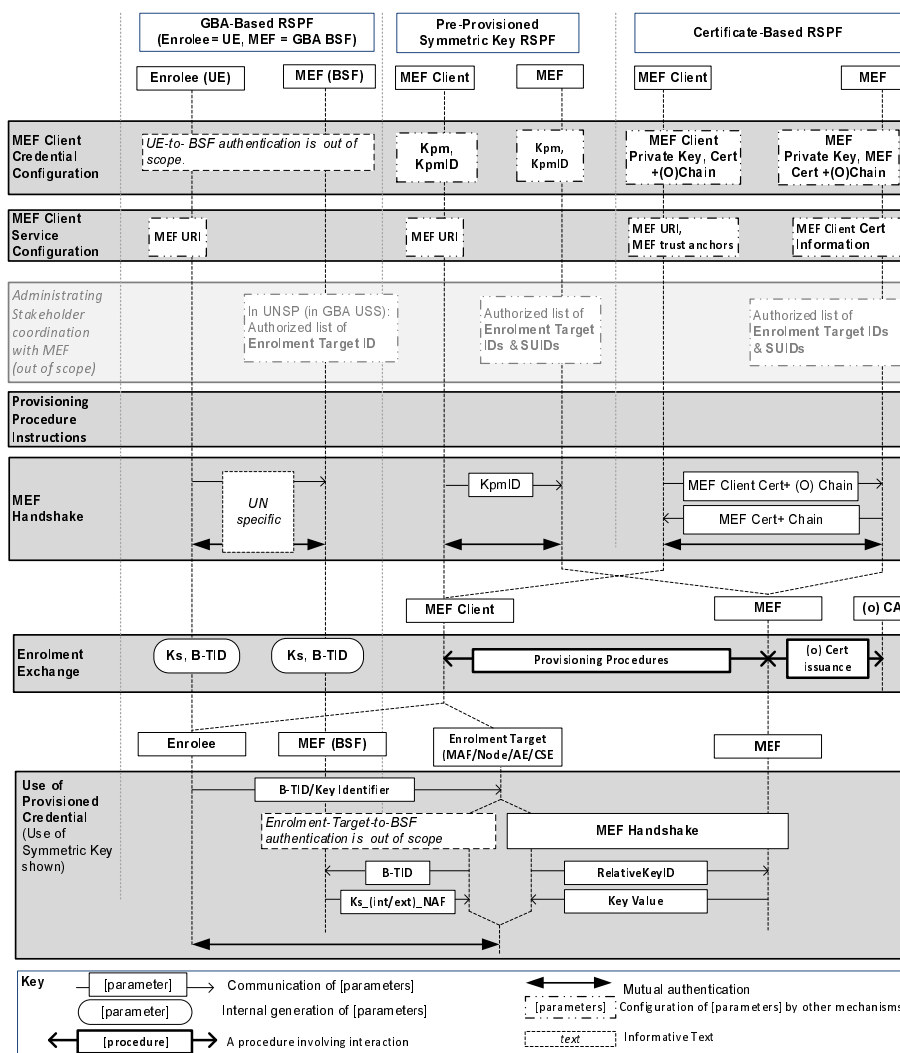 GBA-Based RSPF
(Enrolee= UE, MEF = GBA BSF)
Pre-Provisioned
Symmetric Key RSPF
Certificate-Based RSPF
Enrolee (UE)
MEF (BSF)
MEF Client
MEF
MEF Client
MEF
MEF Client
Credential
Configuration
UE-to- BSF authentication is out of
scope.
Kpm,
KpmID
Kpm,
KpmID
MEF Client
Private Key, Cert
+(O)Chain
MEF
Private Key, MEF
Cert +(O)Chain
MEF Client
Service
Configuration
MEF URI
MEF URI
MEF URI,
MEF trust anchors
MEF Client Cert
Information
Administrating
Stakeholder
coordination
with MEF
(out of scope)
In UNSP (in GBA USS):
Authorized list of
Enrolment Target ID
Authorized list of
Enrolment Target
IDs & SUIDs
Authorized list of
Enrolment Target IDs
& SUIDs
Provisioning
Procedure
Instructions
MEF
Handshake
UN
specific
KpmID
MEF Client Cert+ (O) Chain
MEF Cert+ Chain
MEF Client
MEF
(o) CA
Enrolment
Exchange
Ks, B-TID
Ks, B-TID
Provisioning Procedures
(o) Cert
issuance
Enrolee
MEF (BSF)
Enrolment Target
(MAF/Node/AE/CSE
MEF
Use of
Provisioned
Credential
(Use of
Symmetric Key
shown)
B-TID/Key Identifier
Enrolment-Target-to-BSF
authentication is out of scope
MEF Handshake
B-TID
RelativeKeyID
Ks_(int/ext)_NAF
Key Value
Key
[parameter]
Communication of [parameters]
Mutual authentication
[parameter]
Internal generation of [parameters]
[parameters]
Configuration of [parameters] by other mechanisms
[procedure]
A procedure involving interaction
text
Informative Text